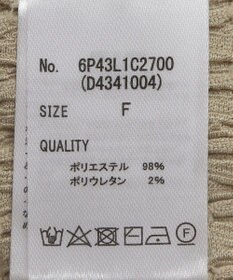 No. 6P43L1C2700
(D4341004)
SIZE F
QUALITY
ポリエステル 98%
ポリウレタン 2%
F